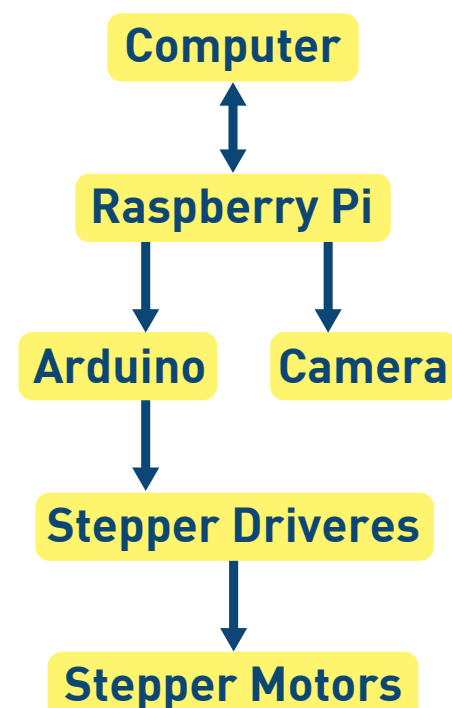 Computer
Raspberry Pi
Arduino
Camera
Stepper Driveres
Stepper Motors